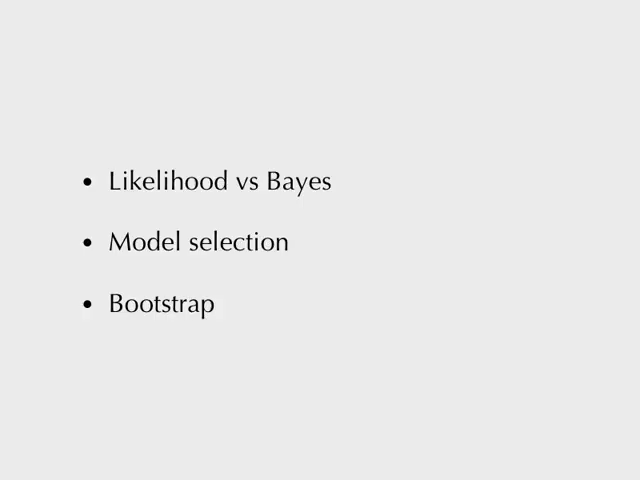 • Likelihood vs Bayes
• Model selection
• Bootstrap